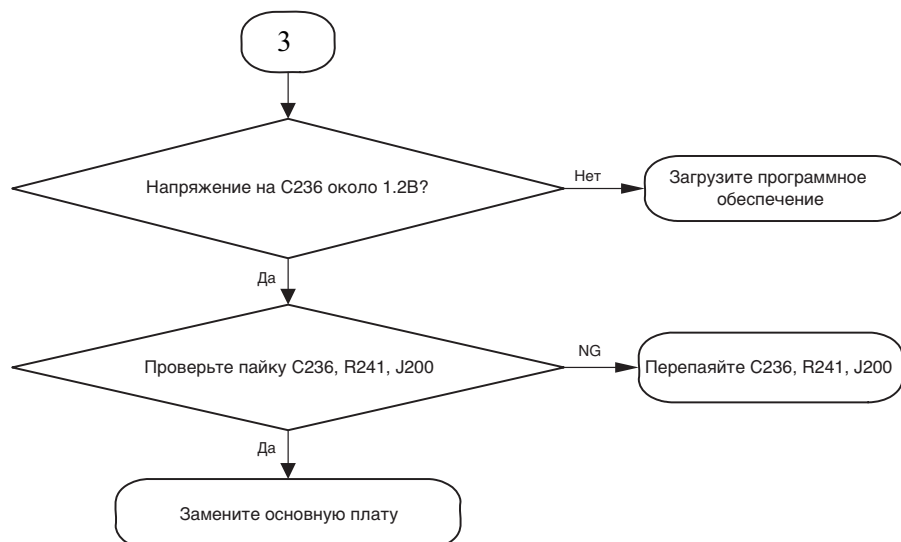 3
Напряжение на C236 около 1.2В?
Нет
Загрузите программное
обеспечение
Да
Проверьте пайку C236, R241, J200
NG
Перепаяйте C236, R241, J200
Да
Замените основную плату